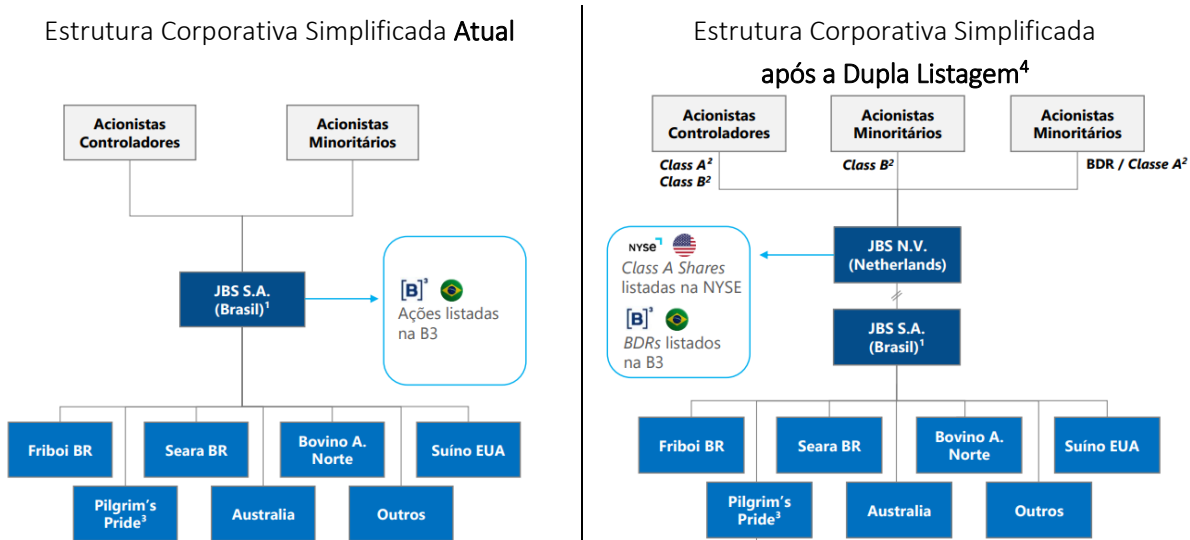 Estrutura Corporativa Simplificada Atual
Acionistas
Controladores
Acionistas
Minoritários
JBS S.A.
(Brasil)¹
[B]³
Ações listadas
na B3
Friboi BR
Seara BR
Bovino A.
Norte
Suíno EUA
Pilgrim's
Pride³
Australia
Outros
Estrutura Corporativa Simplificada
após a Dupla Listagem⁴
Acionistas
Controladores
Acionistas
Minoritários
Acionistas
Minoritários
Class A²
Class B²
Class B²
BDR / Classe A²
NYSE
Class A Shares
listadas na NYSE
[B]³
BDRs listados
na B3
JBS N.V.
(Netherlands)
JBS S.A.
(Brasil)¹
Friboi BR
Seara BR
Bovino A.
Norte
Suíno EUA
Pilgrim's
Pride³
Australia
Outros